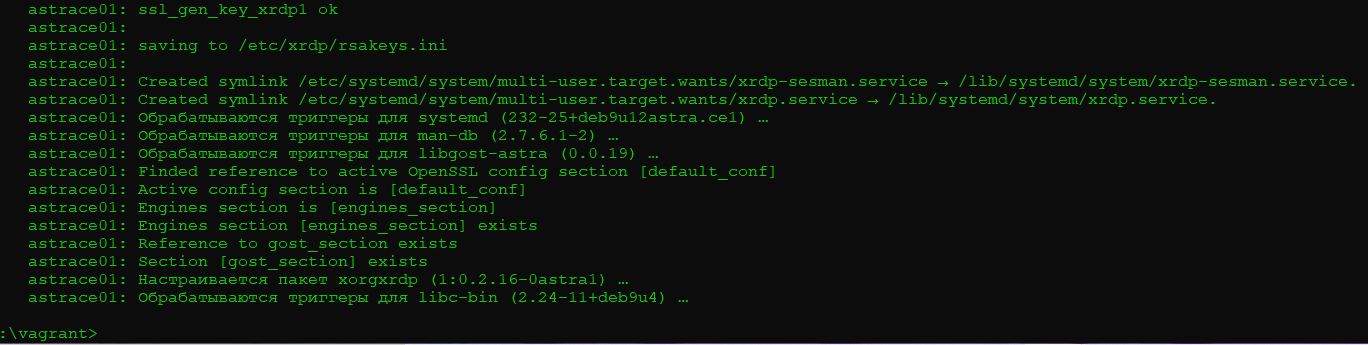 astrace01: ssl_gen_key_xrdp1 ok
astrace01:
astrace01: saving to /etc/xrdp/rsakeys.ini
astrace01:
astrace01: Created symlink /etc/systemd/system/multi-user.target.wants/xrdp-sesman.service → /lib/systemd/system/xrdp-sesman.service.
astrace01: Created symlink /etc/systemd/system/multi-user.target.wants/xrdp.service → /lib/systemd/system/xrdp.service.
astrace01: Обрабатываются триггеры для systemd (232-25+deb9u12astra.ce1) …
astrace01: Обрабатываются триггеры для man-db (2.7.6.1-2) …
astrace01: Обрабатываются триггеры для libgost-astra (0.0.19) …
astrace01: Finded reference to active OpenSSL config section [default_conf]
astrace01: Active config section is [default_conf]
astrace01: Engines section is [engines_section]
astrace01: Engines section [engines_section] exists
astrace01: Reference to gost_section exists
astrace01: Section [gost_section] exists
astrace01: Настраивается пакет xorgxrdp (1:0.2.16-0astra1) …
astrace01: Обрабатываются триггеры для libc-bin (2.24-11+deb9u4) …
:\vagrant>